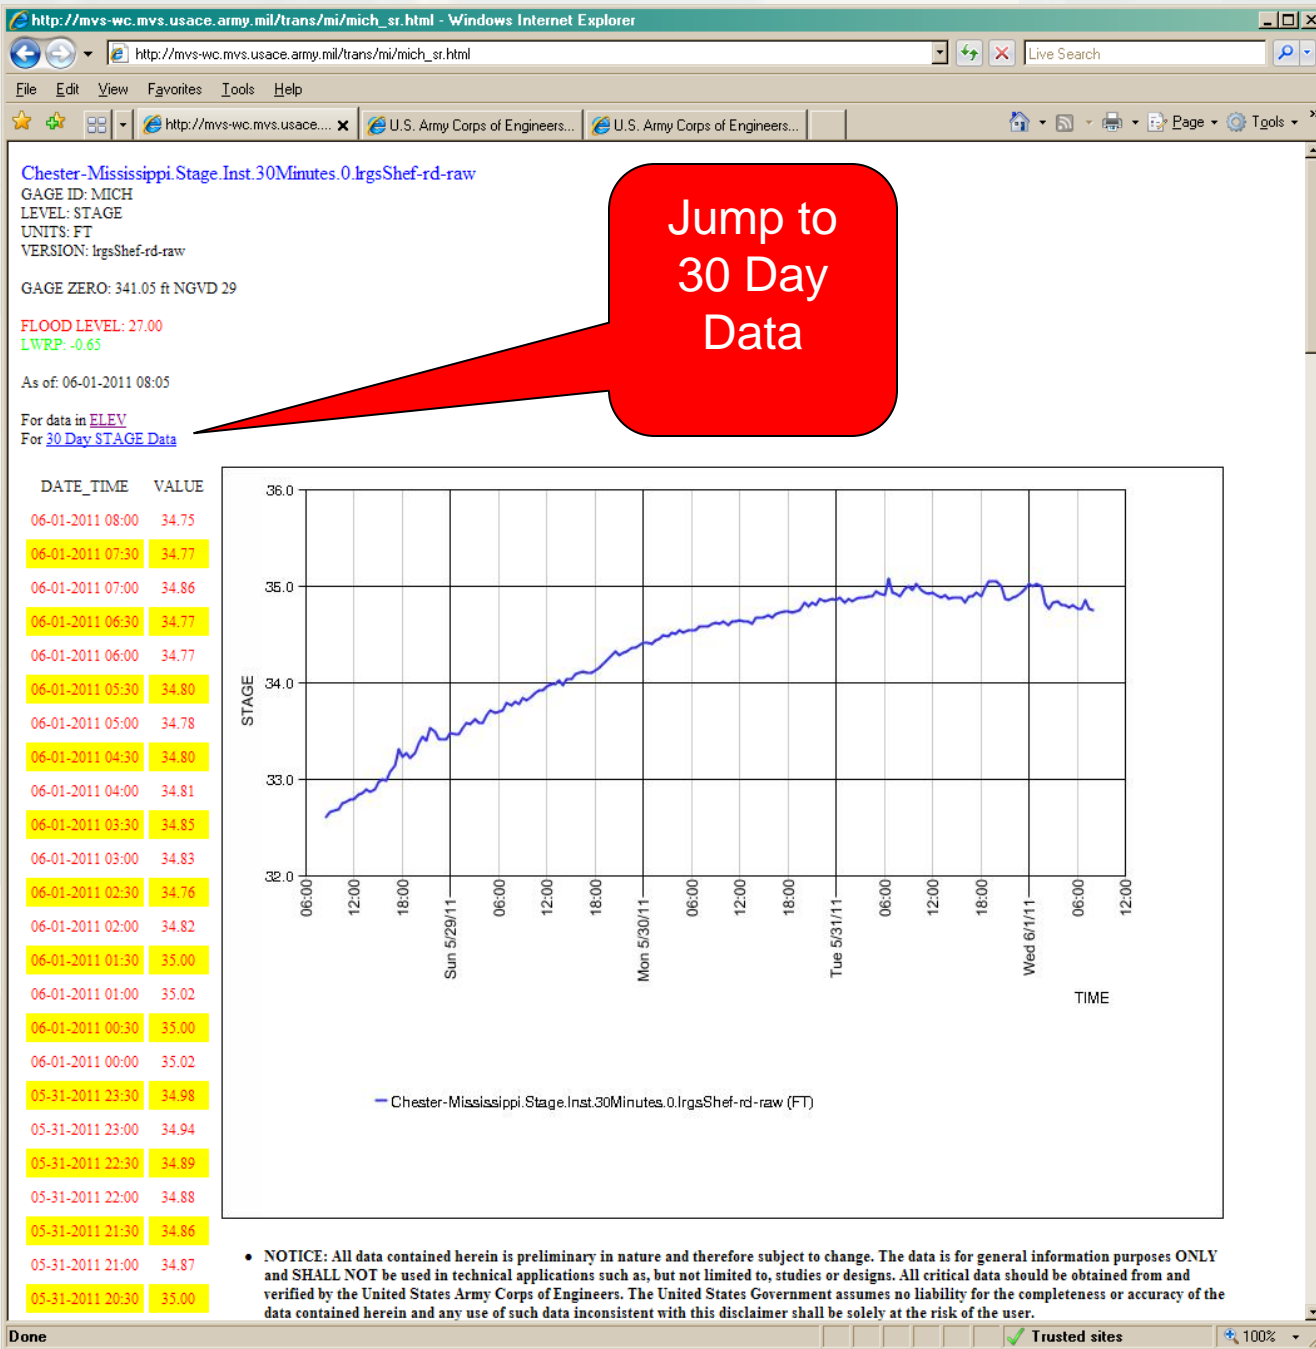 http://mvs-wc.mvs.usace.army.mil/trans/mi/mich_sr.html - Windows Internet Explorer
http://mvs-wc.mvs.usace.army.mil/trans/mi/mich_sr.html
Live Search
File Edit View Favorites Tools Help
http://mvs-wc.mvs.usace....
U.S. Army Corps of Engineers...
U.S. Army Corps of Engineers...
Page
Tools
Chester-Mississippi.Stage.Inst.30Minutes.0.lrgsShef-rd-raw
GAGE ID: MICH
LEVEL: STAGE
UNITS: FT
VERSION: lrgsShef-rd-raw
GAGE ZERO: 341.05 ft NGVD 29
FLOOD LEVEL: 27.00
LWRP: -0.65
As of: 06-01-2011 08:05
For data in ELEV
For 30 Day STAGE Data
Jump to
30 Day
Data
DATE_TIME VALUE
06-01-2011 08:00 34.75
06-01-2011 07:30 34.77
06-01-2011 07:00 34.86
06-01-2011 06:30 34.77
06-01-2011 06:00 34.77
06-01-2011 05:30 34.80
06-01-2011 05:00 34.78
06-01-2011 04:30 34.80
06-01-2011 04:00 34.81
06-01-2011 03:30 34.85
06-01-2011 03:00 34.83
06-01-2011 02:30 34.76
06-01-2011 02:00 34.82
06-01-2011 01:30 35.00
06-01-2011 01:00 35.02
06-01-2011 00:30 35.00
06-01-2011 00:00 35.02
05-31-2011 23:30 34.98
05-31-2011 23:00 34.94
05-31-2011 22:30 34.89
05-31-2011 22:00 34.88
05-31-2011 21:30 34.86
05-31-2011 21:00 34.87
05-31-2011 20:30 35.00
STAGE
36.0
35.0
34.0
33.0
32.0
06:00
12:00
18:00
Sun 5/29/11
06:00
12:00
18:00
Mon 5/30/11
06:00
12:00
18:00
Tue 5/31/11
06:00
12:00
18:00
Wed 6/1/11
06:00
12:00
TIME
Chester-Mississippi.Stage.Inst.30Minutes.0.lrgsShef-rd-raw (FT)
• NOTICE: All data contained herein is preliminary in nature and therefore subject to change. The data is for general information purposes ONLY
and SHALL NOT be used in technical applications such as, but not limited to, studies or designs. All critical data should be obtained from and
verified by the United States Army Corps of Engineers. The United States Government assumes no liability for the completeness or accuracy of the
data contained herein and any use of such data inconsistent with this disclaimer shall be solely at the risk of the user.
Done
Trusted sites
100%